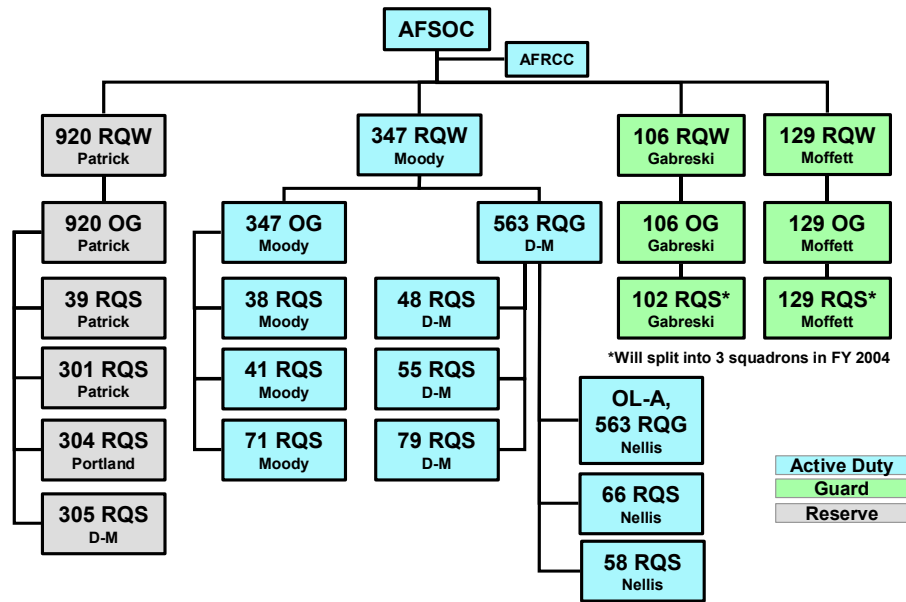 AFSOC
AFRCC
920 RQW
Patrick
347 RQW
Moody
106 RQW
Gabreski
129 RQW
Moffett
920 OG
Patrick
347 OG
Moody
563 RQG
D-M
106 OG
Gabreski
129 OG
Moffett
39 RQS
Patrick
38 RQS
Moody
48 RQS
D-M
102 RQS*
Gabreski
129 RQS*
Moffett
*Will split into 3 squadrons in FY 2004
301 RQS
Patrick
41 RQS
Moody
55 RQS
D-M
OL-A,
563 RQG
Nellis
304 RQS
Portland
71 RQS
Moody
79 RQS
D-M
305 RQS
D-M
66 RQS
Nellis
58 RQS
Nellis
Active Duty
Guard
Reserve